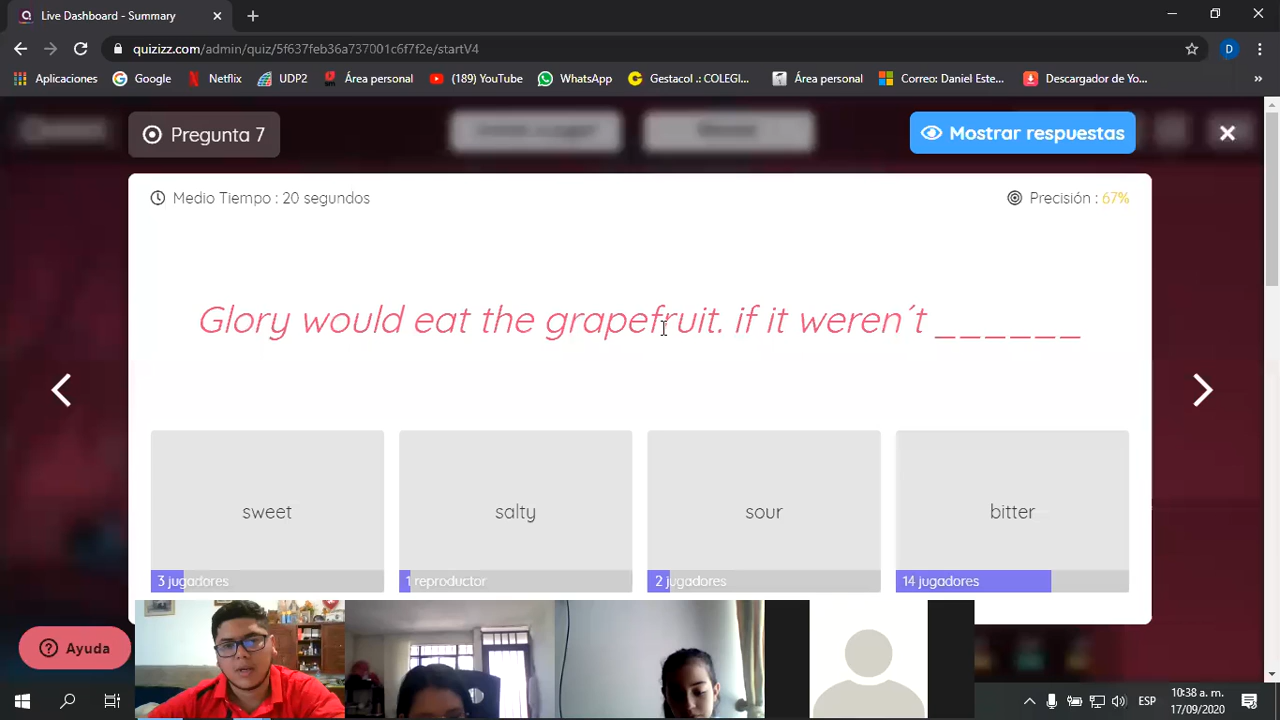 Live Dashboard - Summary
quizizz.com/admin/quiz/5f637feb36a737001c6f7f2e/startV4
D
Aplicaciones Google Netflix UDP2 Área personal (189) YouTube WhatsApp Gestacol .: COLEGI... Área personal Correo: Daniel Este... Descargador de Yo... »
Pregunta 7
Mostrar respuestas
Medio Tiempo : 20 segundos
Precisión : 67%
Glory would eat the grapefruit. if it weren´t ______
sweet
salty
sour
bitter
3 jugadores
1 reproductor
2 jugadores
14 jugadores
Ayuda
ESP
10:38 a. m.
17/09/2020